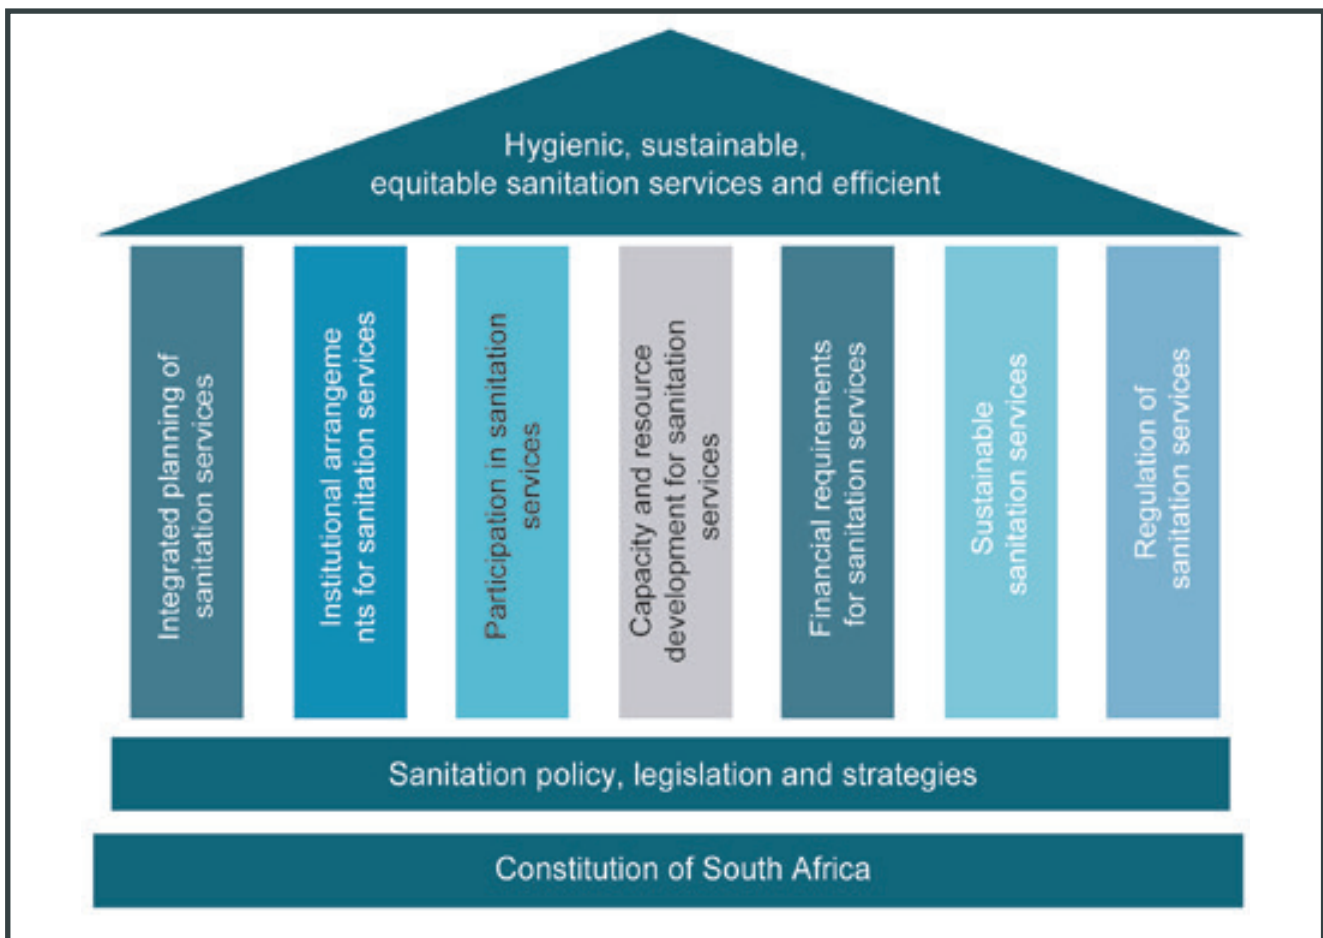 Hygienic, sustainable,
equitable sanitation services and efficient
Integrated planning of
sanitation services
Institutional arrangeme
nts for sanitation services
Participation in sanitation
services
Capacity and resource
development for sanitation
services
Financial requirements
for sanitation services
Sustainable
sanitation services
Regulation of
sanitation services
Sanitation policy, legislation and strategies
Constitution of South Africa